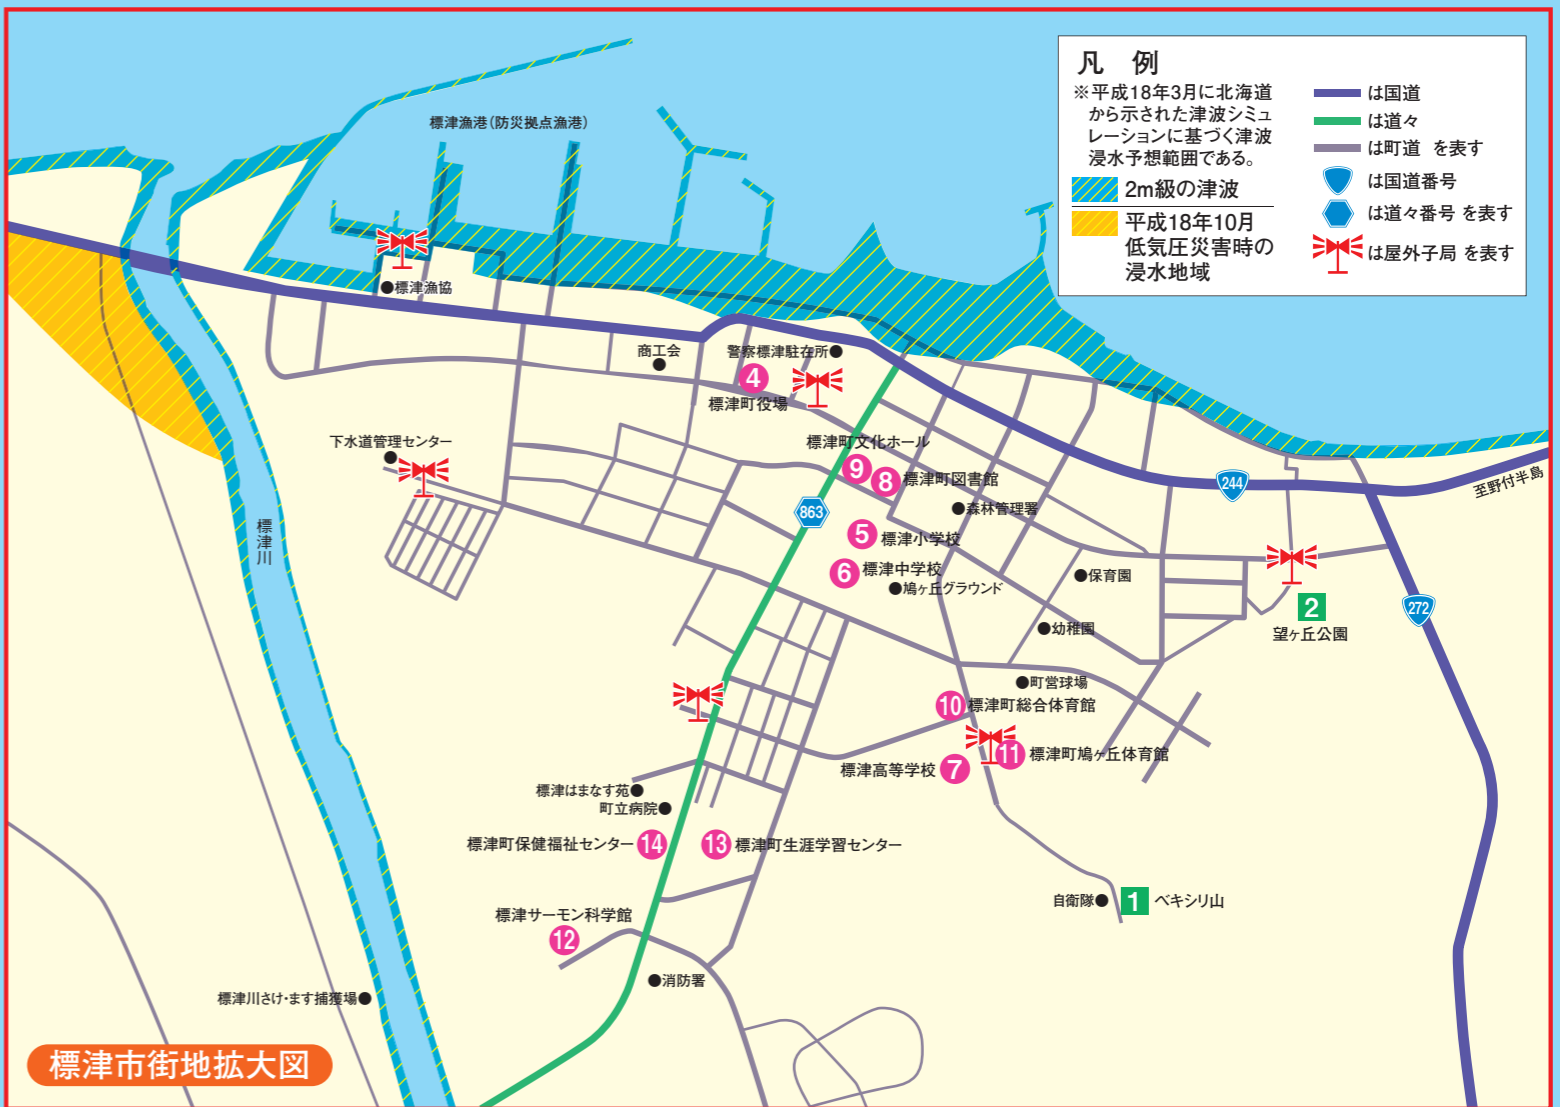 凡 例
※平成18年3月に北海道
から示された津波シミュ
レーションに基づく津波
浸水予想範囲である。
2m級の津波
平成18年10月
低気圧災害時の
浸水地域
は国道
は道々
は町道 を表す
は国道番号
は道々番号 を表す
は屋外子局 を表す
標津漁港(防災拠点漁港)
標津漁協
商工会
警察標津駐在所
4
標津町役場
下水道管理センター
標津町文化ホール
9
8 標津町図書館
244
至野付半島
863
森林管理署
標津川
5 標津小学校
6 標津中学校
鳩ヶ丘グラウンド
保育園
2
望ヶ丘公園
272
幼稚園
町営球場
10 標津町総合体育館
11 標津町鳩ヶ丘体育館
標津高等学校 7
標津はまなす苑
町立病院
標津町保健福祉センター 14
13 標津町生涯学習センター
自衛隊 1 ベキシリ山
標津サーモン科学館
12
消防署
標津川さけ・ます捕獲場
標津市街地拡大図